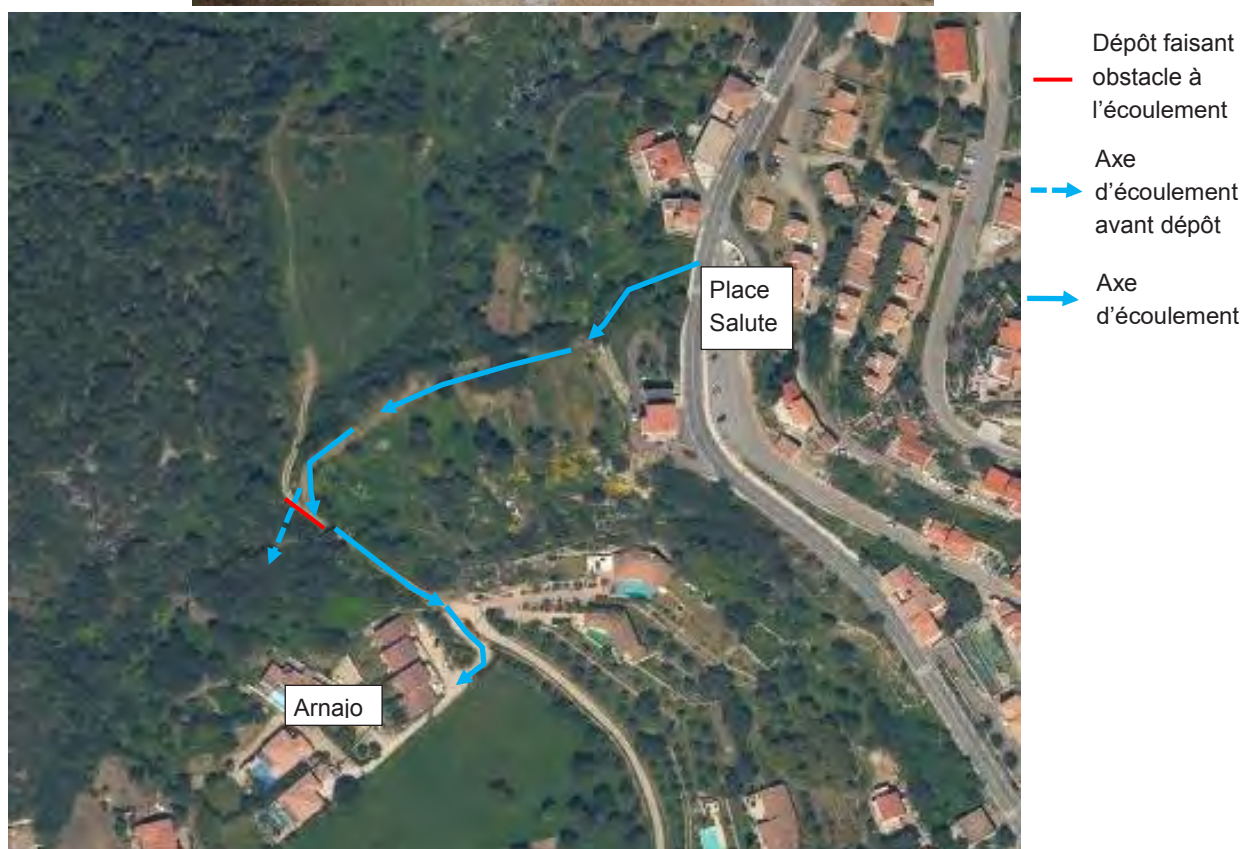 Dépôt faisant
obstacle à
l’écoulement
Axe
d’écoulement
avant dépôt
Axe
d’écoulement
Place
Salute
Arnajo